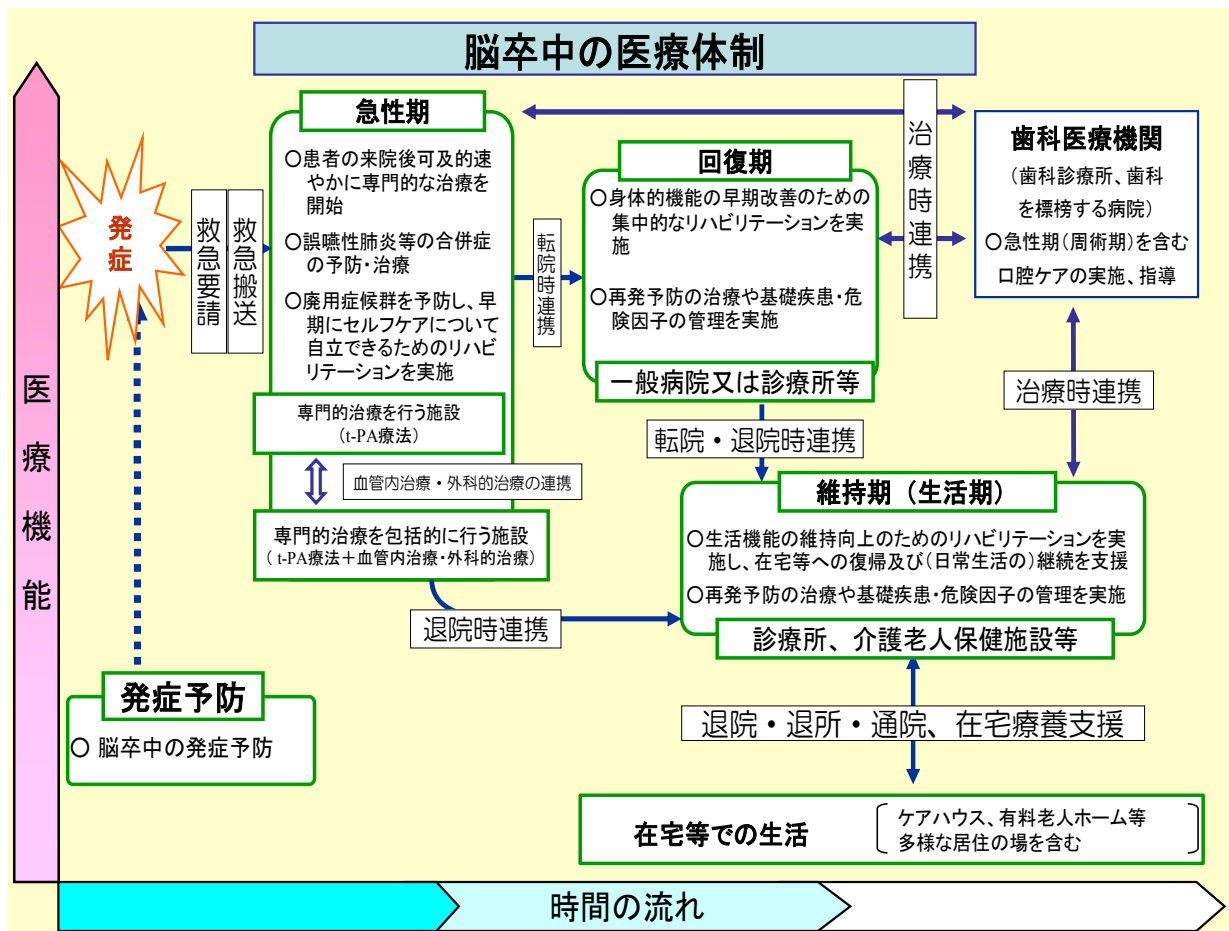 脳卒中の医療体制
医療機能
発症
救急要請
救急搬送
急性期
○患者の来院後可及的速
やかに専門的な治療を
開始
○誤嚥性肺炎等の合併症
の予防・治療
○廃用症候群を予防し、早
期にセルフケアについて
自立できるためのリハビ
リテーションを実施
専門的治療を行う施設
(t-PA療法)
血管内治療・外科的治療の連携
専門的治療を包括的に行う施設
(t-PA療法+血管内治療・外科的治療)
転院時連携
回復期
○身体的機能の早期改善のための
集中的なリハビリテーションを実
施
○再発予防の治療や基礎疾患・危
険因子の管理を実施
一般病院又は診療所等
治療時連携
歯科医療機関
(歯科診療所、歯科
を標榜する病院)
○急性期(周術期)を含む
口腔ケアの実施、指導
治療時連携
転院・退院時連携
維持期(生活期)
○生活機能の維持向上のためのリハビリテーションを実
施し、在宅等への復帰及び(日常生活の)継続を支援
○再発予防の治療や基礎疾患・危険因子の管理を実施
診療所、介護老人保健施設等
退院時連携
発症予防
○ 脳卒中の発症予防
退院・退所・通院、在宅療養支援
在宅等での生活
ケアハウス、有料老人ホーム等
多様な居住の場を含む
時間の流れ